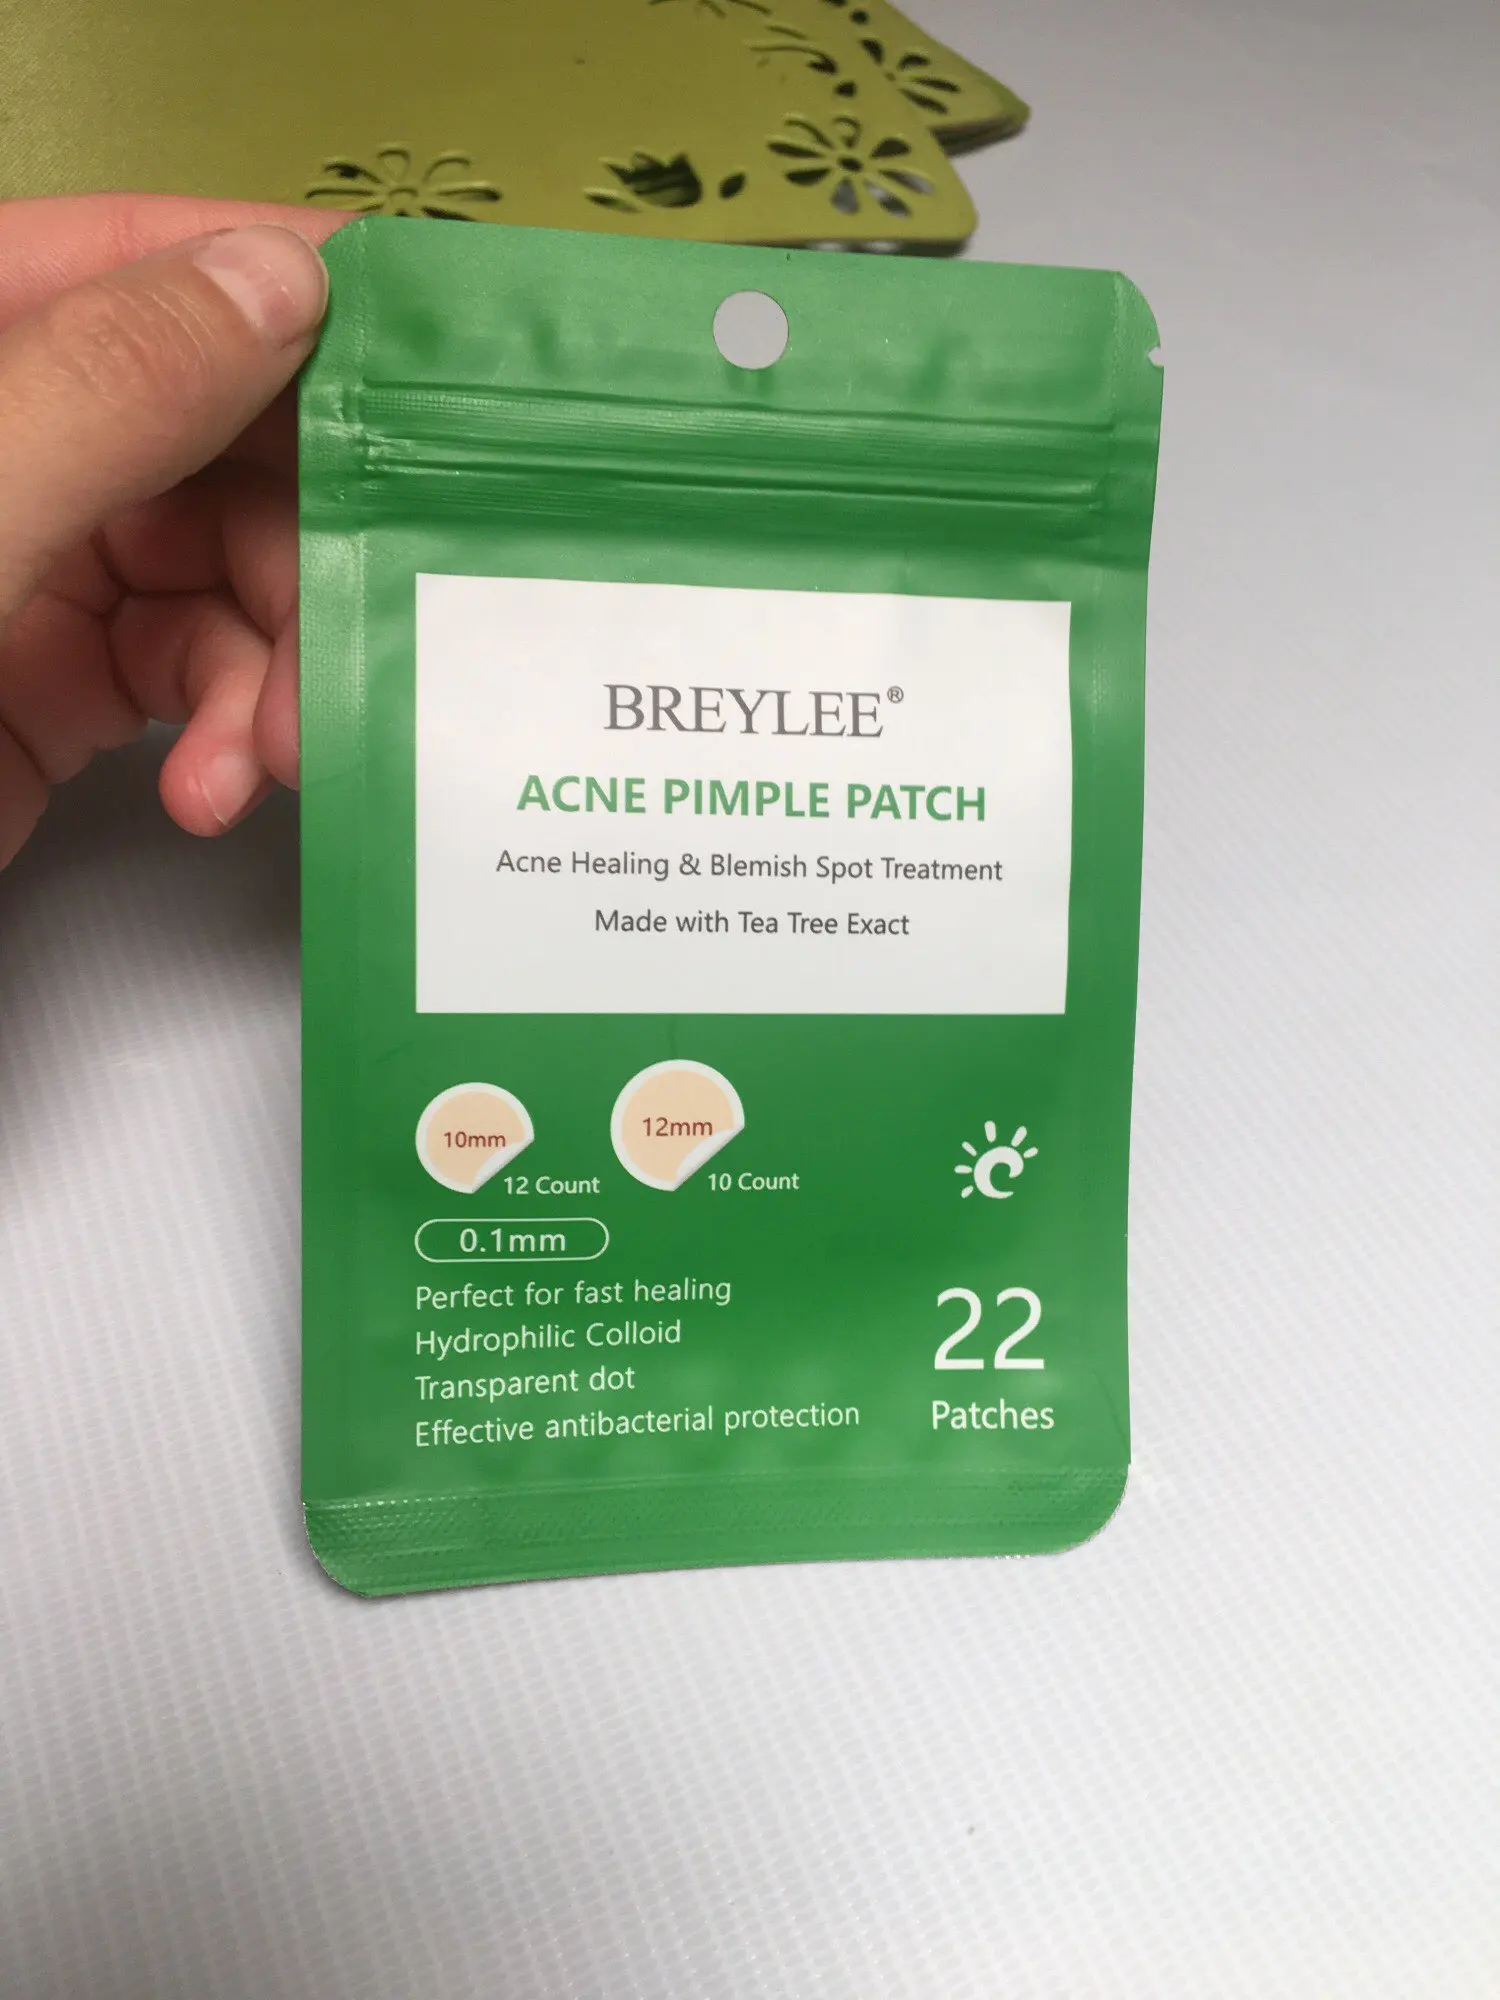 BREYLEE®
ACNE PIMPLE PATCH
Acne Healing & Blemish Spot Treatment
Made with Tea Tree Exact
10mm
12 Count
12mm
10 Count
0.1mm
Perfect for fast healing
Hydrophilic Colloid
Transparent dot
Effective antibacterial protection
22
Patches